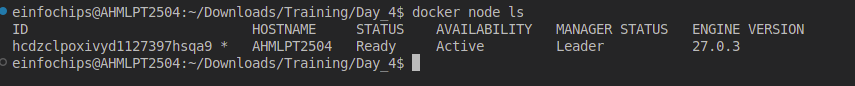 einfochips@AHMLPT2504:~/Downloads/Training/Day_4$ docker node ls
ID HOSTNAME STATUS AVAILABILITY MANAGER STATUS ENGINE VERSION
hcdzclpoxivyd1127397hsqa9 * AHMLPT2504 Ready Active Leader 27.0.3
einfochips@AHMLPT2504:~/Downloads/Training/Day_4$